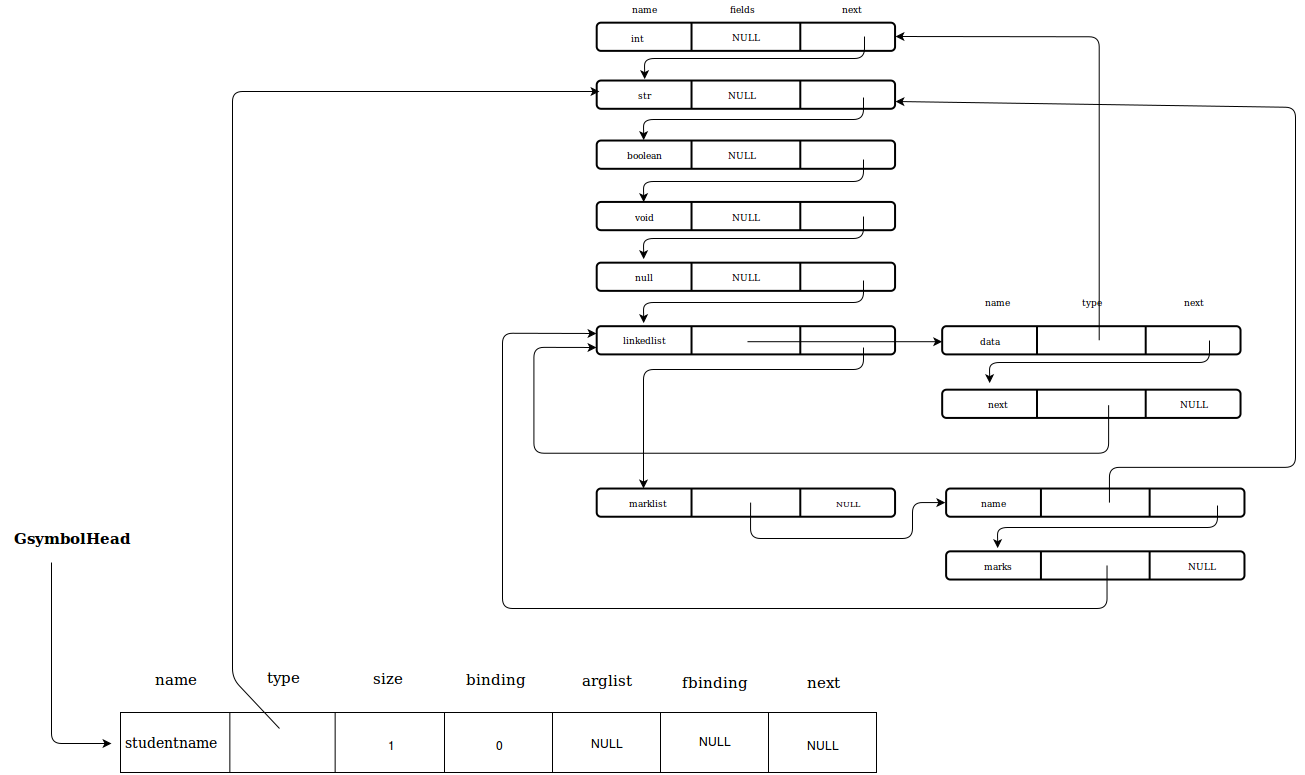 name fields next
int NULL
str NULL
boolean NULL
void NULL
null NULL
name type next
linkedlist data
next NULL
marklist NULL name
GsymbolHead
marks NULL
name type size binding arglist fbinding next
studentname 1 0 NULL NULL NULL